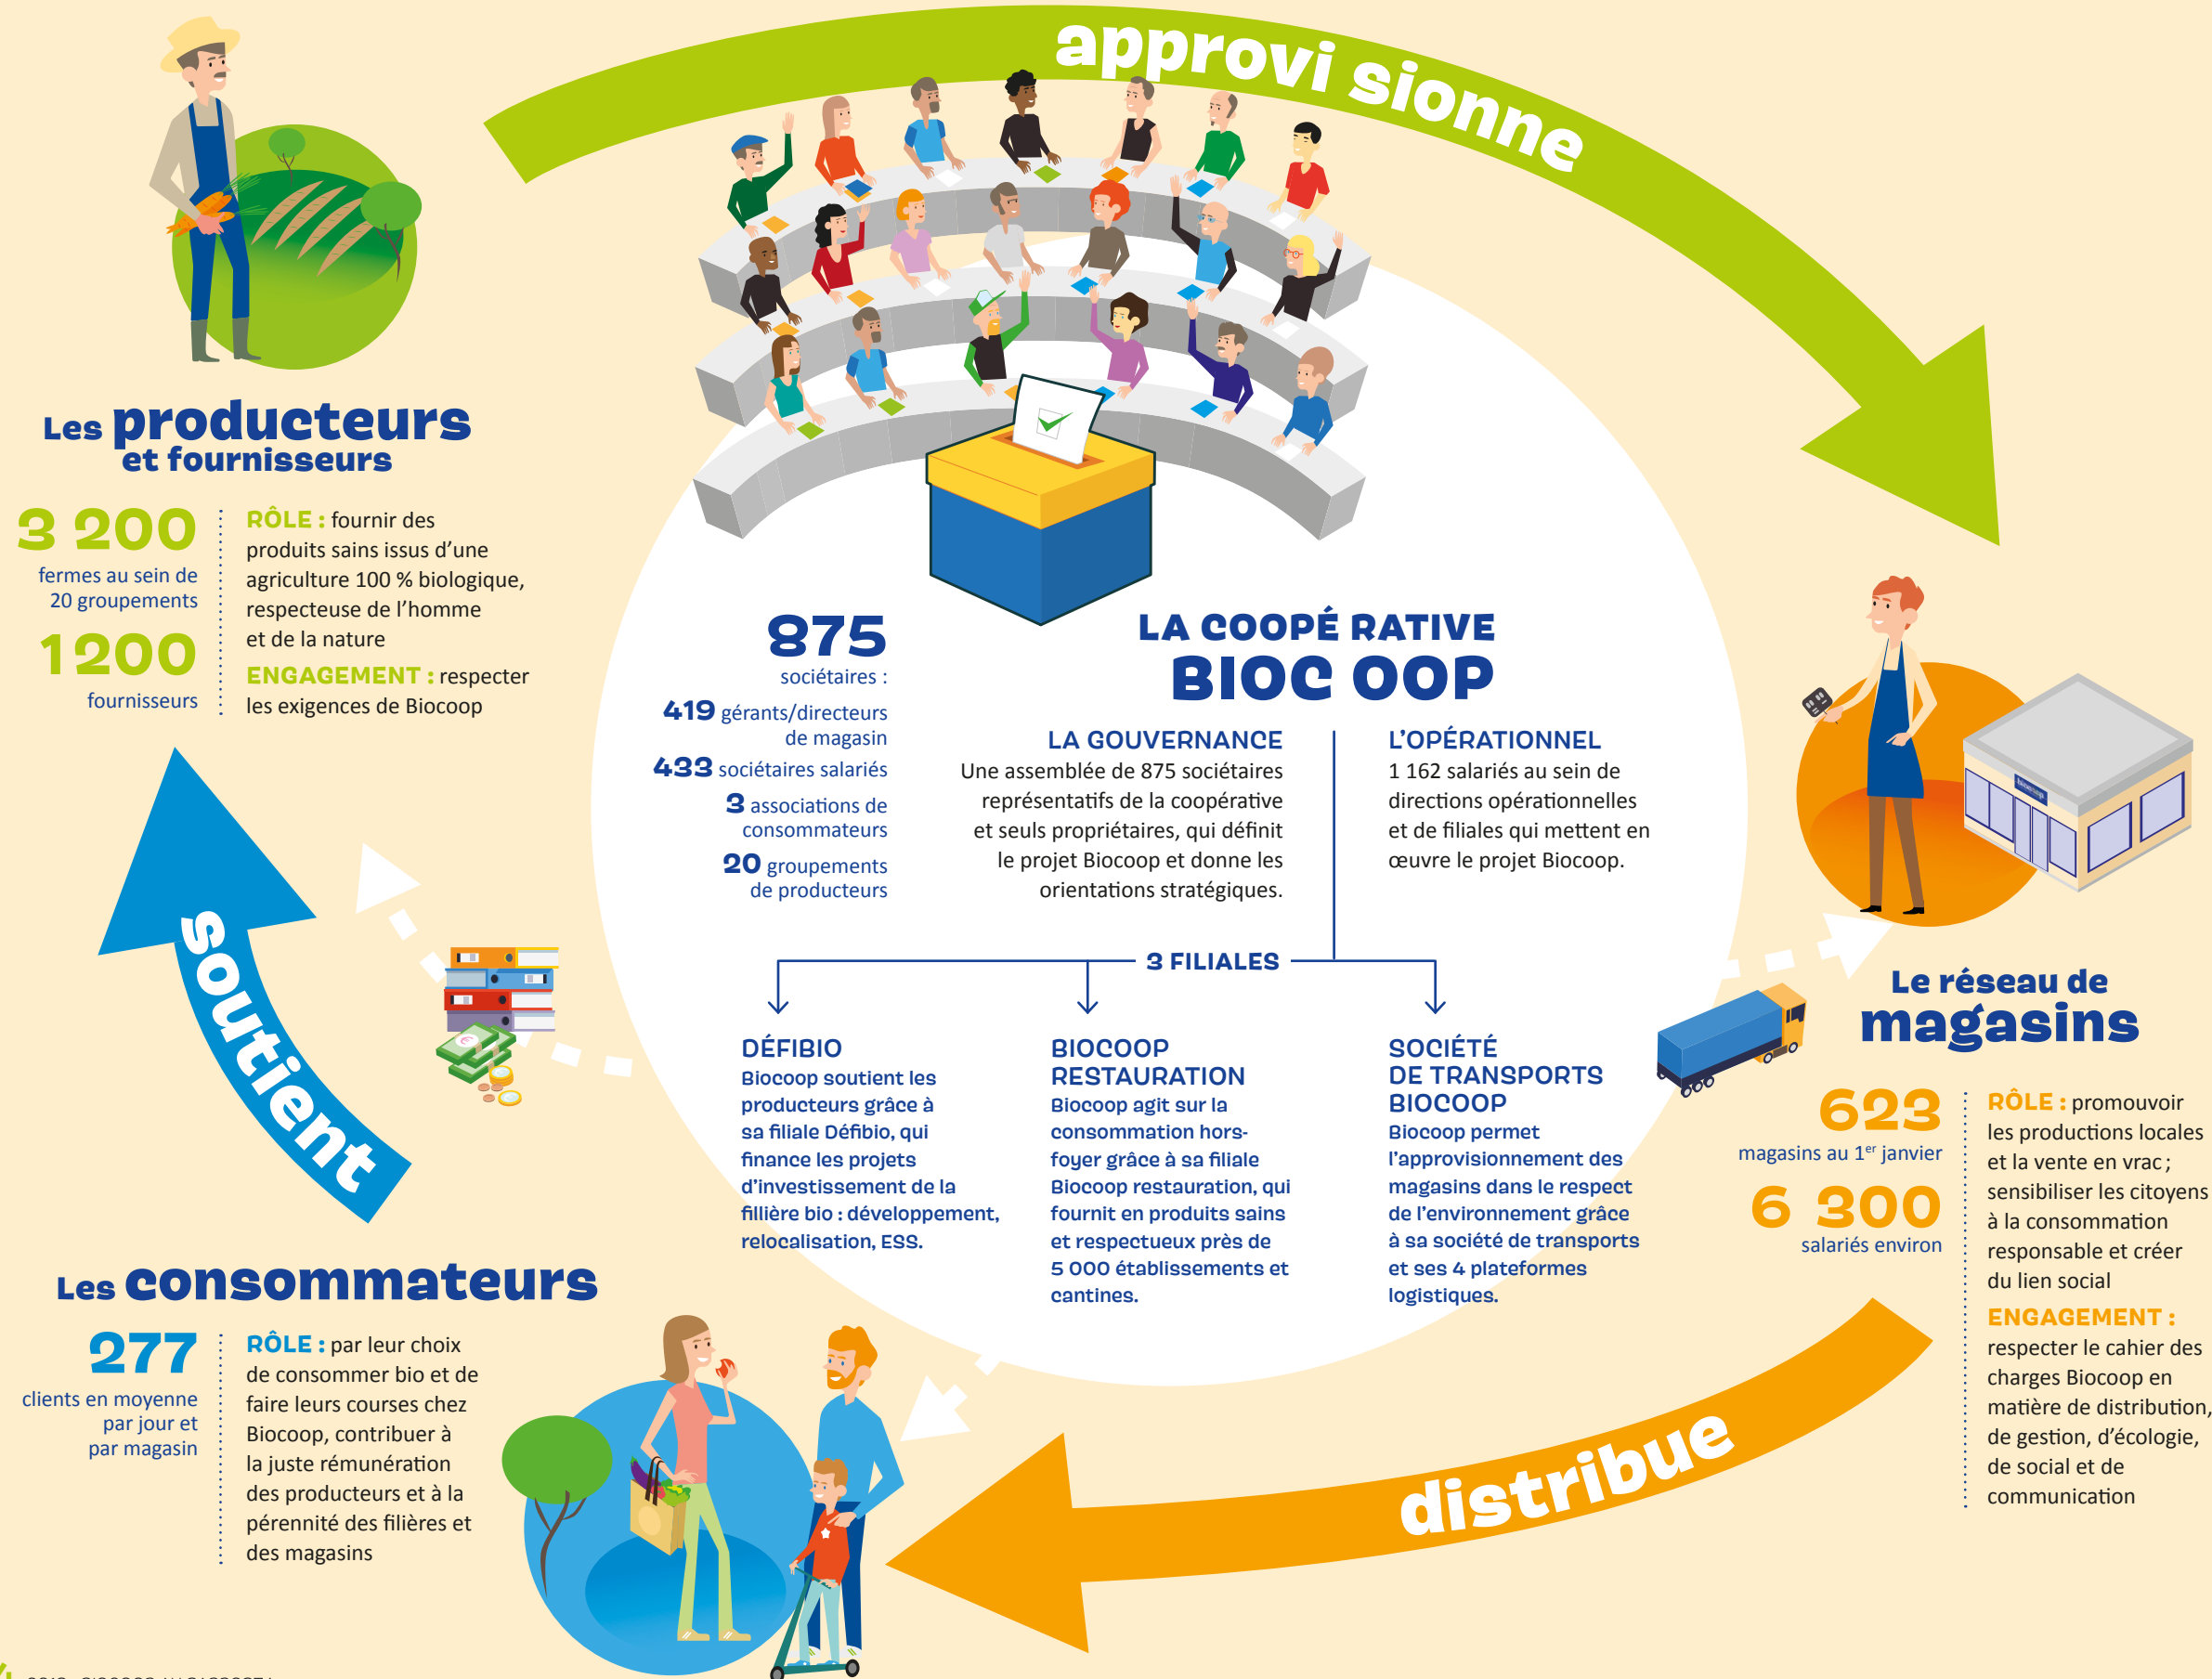 approvi sionne
Les producteurs
et fournisseurs
3 200
fermes au sein de
20 groupements
1200
fournisseurs
RÔLE : fournir des
produits sains issus d'une
agriculture 100 % biologique,
respecteuse de l'homme
et de la nature
ENGAGEMENT : respecter
les exigences de Biocoop
875
sociétaires :
419 gérants/directeurs
de magasin
433 sociétaires salariés
3 associations de
consommateurs
20 groupements
de producteurs
LA COOPÉ RATIVE
BIOC OOP
LA GOUVERNANCE
Une assemblée de 875 sociétaires
représentatifs de la coopérative
et seuls propriétaires, qui définit
le projet Biocoop et donne les
orientations stratégiques.
L'OPÉRATIONNEL
1 162 salariés au sein de
directions opérationnelles
et de filiales qui mettent en
œuvre le projet Biocoop.
3 FILIALES
DÉFIBIO
Biocoop soutient les
producteurs grâce à
sa filiale Défibio, qui
finance les projets
d'investissement de la
fillière bio : développement,
relocalisation, ESS.
BIOCOOP
RESTAURATION
Biocoop agit sur la
consommation hors-
foyer grâce à sa filiale
Biocoop restauration, qui
fournit en produits sains
et respectueux près de
5 000 établissements et
cantines.
SOCIÉTÉ
DE TRANSPORTS
BIOCOOP
Biocoop permet
l'approvisionnement des
magasins dans le respect
de l'environnement grâce
à sa société de transports
et ses 4 plateformes
logistiques.
Le réseau de
magasins
623
magasins au 1er janvier
6 300
salariés environ
RÔLE : promouvoir
les productions locales
et la vente en vrac ;
sensibiliser les citoyens
à la consommation
responsable et créer
du lien social
ENGAGEMENT :
respecter le cahier des
charges Biocoop en
matière de distribution,
de gestion, d'écologie,
de social et de
communication
distribue
soutient
Les consommateurs
277
clients en moyenne
par jour et
par magasin
RÔLE : par leur choix
de consommer bio et de
faire leurs courses chez
Biocoop, contribuer à
la juste rémunération
des producteurs et à la
pérennité des filières et
des magasins